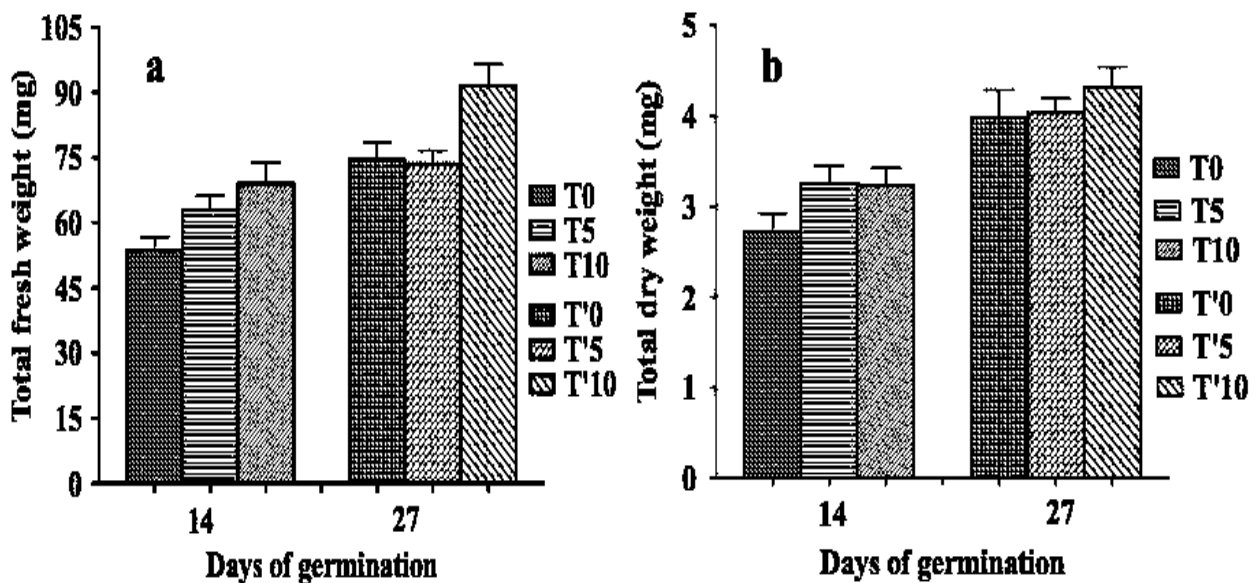 a
Total fresh weight (mg)
105
90
75
60
45
30
15
0
14
27
Days of germination
T0
T5
T10
T'0
T'5
T'10
b
Total dry weight (mg)
5
4
3
2
1
0
14
27
Days of germination
T0
T5
T10
T'0
T'5
T'10